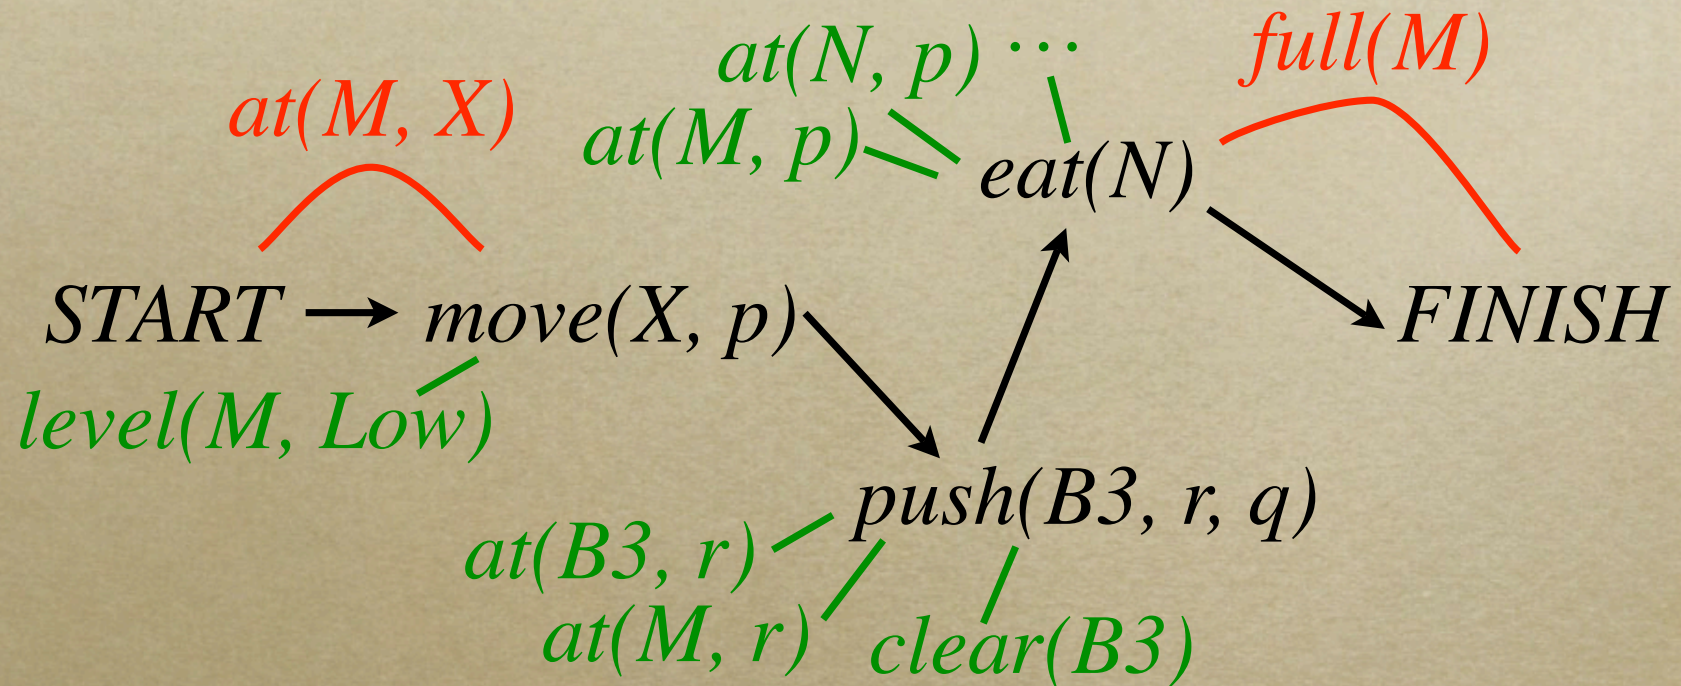 at(N, p) ...
full(M)
at(M, X)
at(M, p)
eat(N)
START
move(X, p)
FINISH
level(M, Low)
push(B3, r, q)
at(B3, r)
at(M, r)
clear(B3)